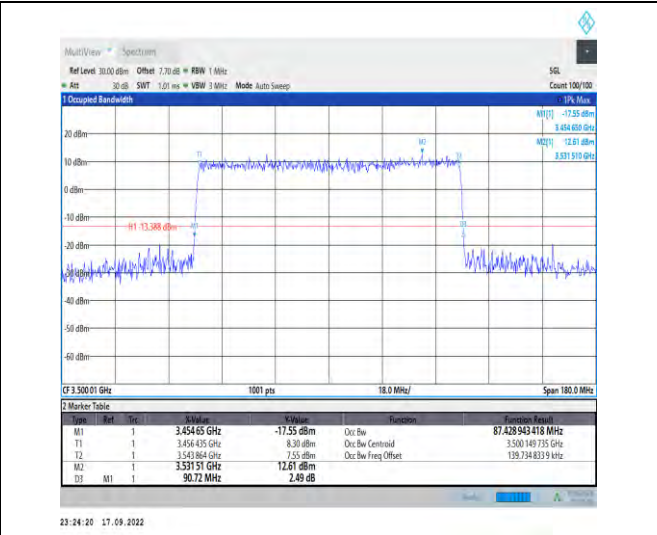 MultiView Spectrum
Ref Level 30.00 dBm Offset 7.70 dB RBW 1 MHz SGL
Att 30 dB SWT 1.01 ms VBW 3 MHz Mode Auto Sweep Count 100/100
1 Occupied Bandwidth 1Pk Max
M1[1] -17.55 dBm
3.454 650 GHz
M2[1] 12.61 dBm
3.531 510 GHz
20 dBm
M2
T1
10 dBm
0 dBm
-10 dBm
H1 -13.388 dBm
-20 dBm
-40 dBm
-50 dBm
-60 dBm
CF 3.500 01 GHz 1001 pts 18.0 MHz/ Span 180.0 MHz
2 Marker Table
Type Ref Trc X-Value Y-Value Function Function Result
M1 1 3.454 65 GHz -17.55 dBm Occ Bw 87.428 943 418 MHz
T1 1 3.456 435 GHz 8.30 dBm Occ Bw Centroid 3.500 149 735 GHz
T2 1 3.543 864 GHz 7.55 dBm Occ Bw Freq Offset 139.734 833 9 kHz
M2 1 3.531 51 GHz 12.61 dBm
D3 M1 1 90.72 MHz 2.49 dB
23:24:20 17.09.2022